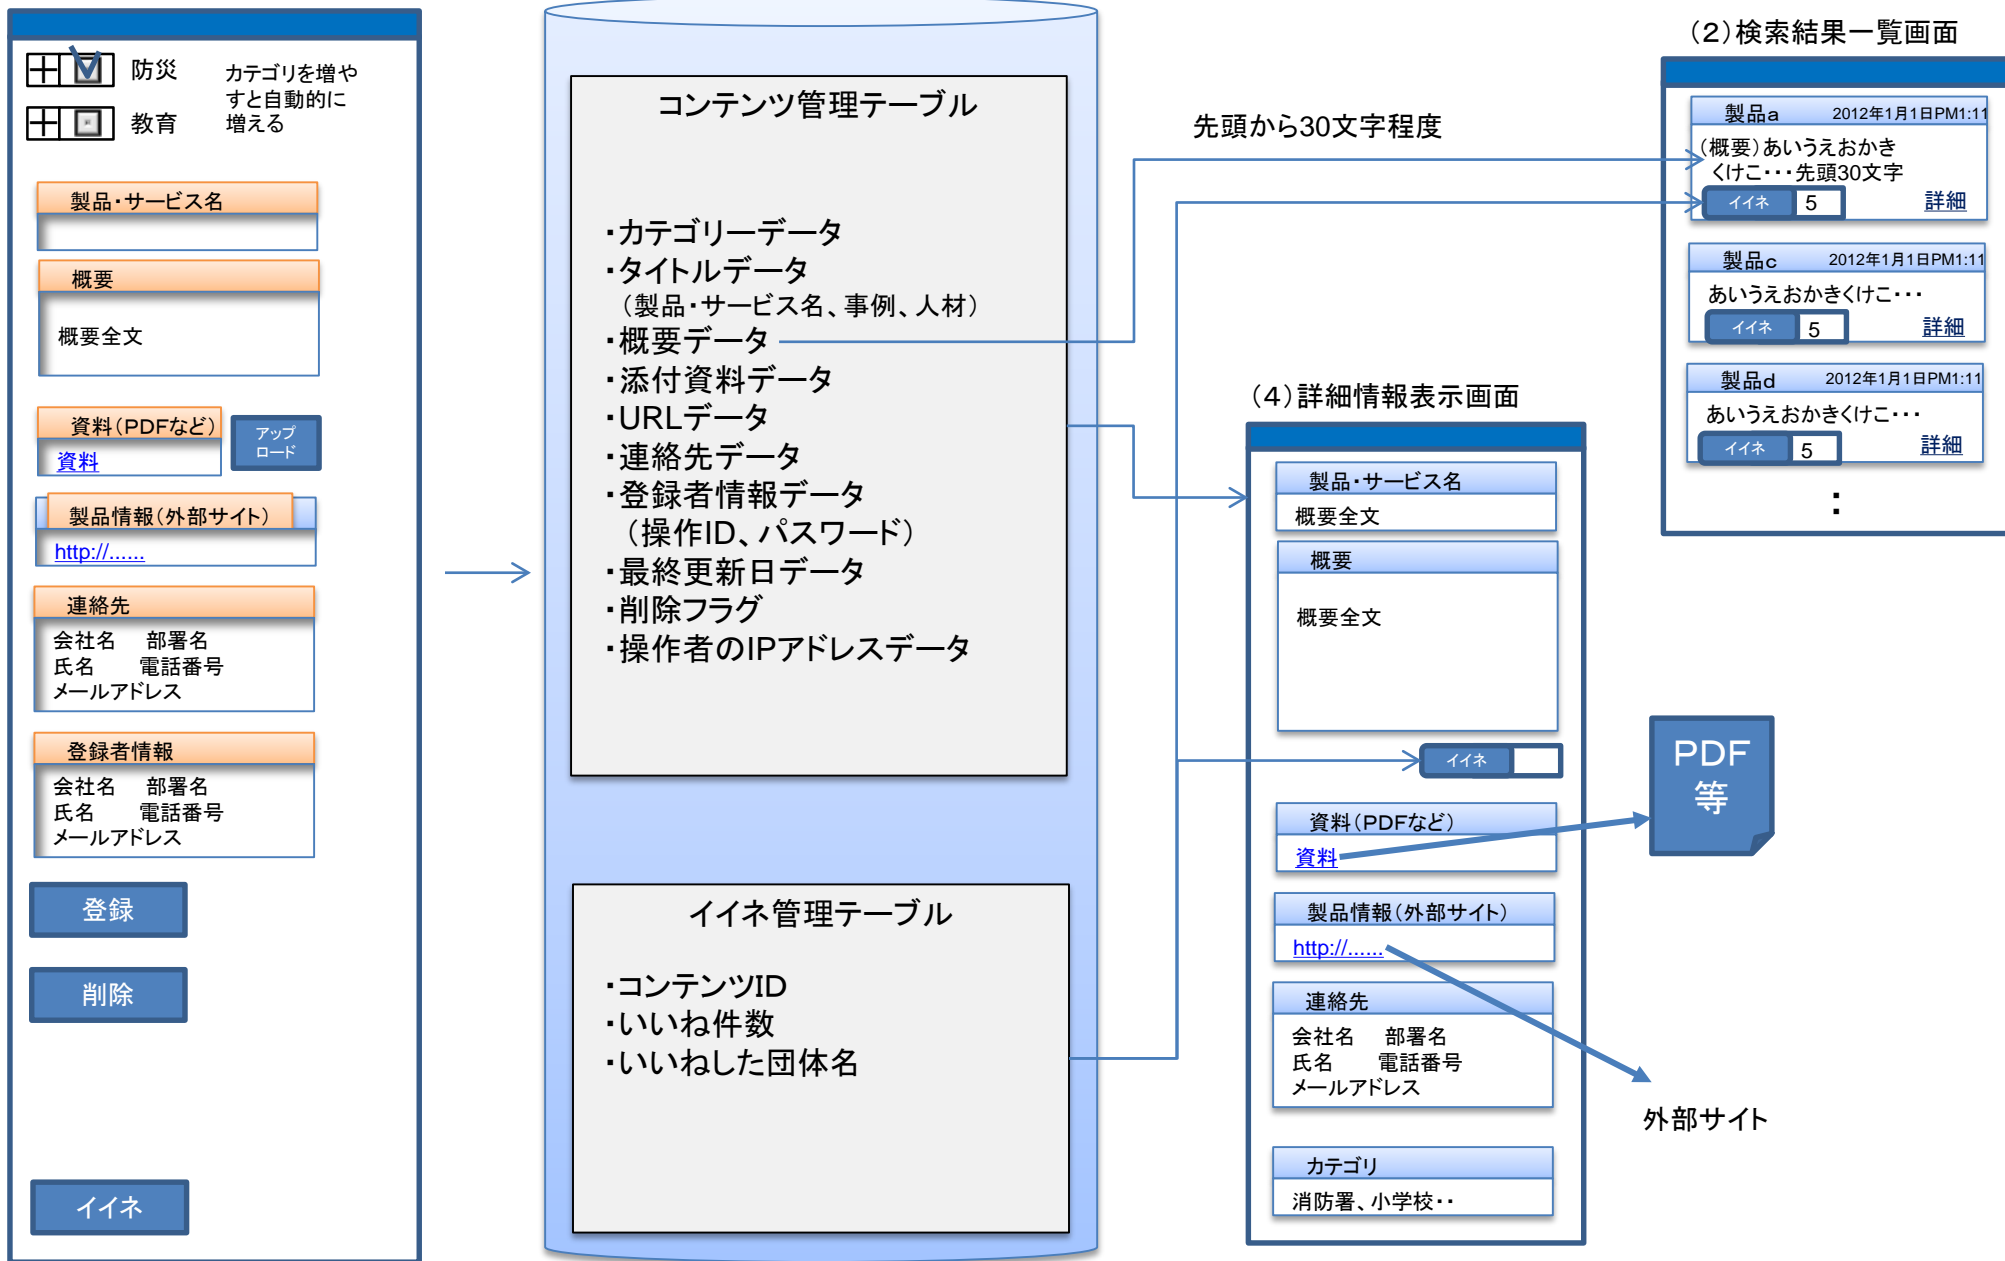 防災
カテゴリを増や
すと自動的に
増える
教育
製品・サービス名
概要
概要全文
資料(PDFなど)
資料
アップ
ロード
製品情報(外部サイト)
http://......
連絡先
会社名 部署名
氏名 電話番号
メールアドレス
登録者情報
会社名 部署名
氏名 電話番号
メールアドレス
登録
削除
イイネ
コンテンツ管理テーブル
・カテゴリーデータ
・タイトルデータ
(製品・サービス名、事例、人材)
・概要データ
・添付資料データ
・URLデータ
・連絡先データ
・登録者情報データ
(操作ID、パスワード)
・最終更新日データ
・削除フラグ
・操作者のIPアドレスデータ
イイネ管理テーブル
・コンテンツID
・いいね件数
・いいねした団体名
先頭から30文字程度
(4)詳細情報表示画面
製品・サービス名
概要全文
概要
概要全文
イイネ
資料(PDFなど)
資料
製品情報(外部サイト)
http://......
連絡先
会社名 部署名
氏名 電話番号
メールアドレス
カテゴリ
消防署、小学校・・
(2)検索結果一覧画面
製品a 2012年1月1日PM1:11
(概要)あいうえおかき
くけこ・・・先頭30文字
イイネ 5 詳細
製品c 2012年1月1日PM1:11
あいうえおかきくけこ・・・
イイネ 5 詳細
製品d 2012年1月1日PM1:11
あいうえおかきくけこ・・・
イイネ 5 詳細
:
PDF
等
外部サイト